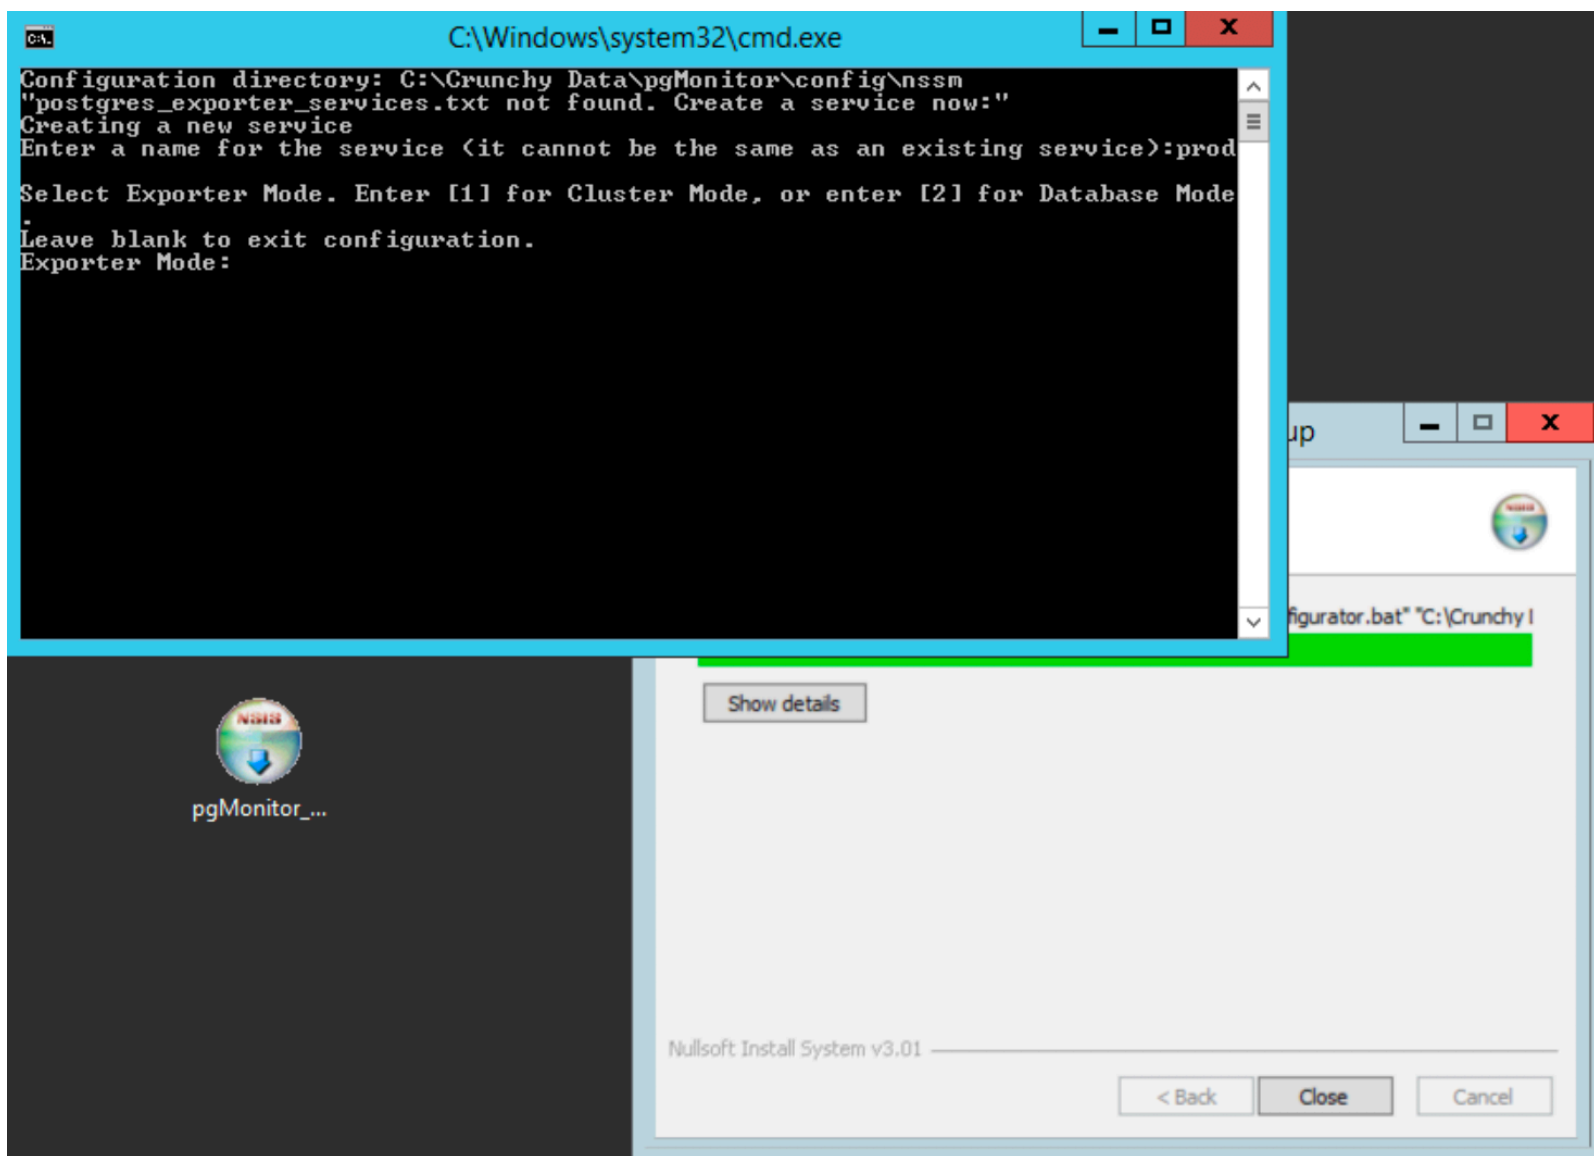 C:\Windows\system32\cmd.exe
Configuration directory: C:\Crunchy Data\pgMonitor\config\nssm
"postgres_exporter_services.txt not found. Create a service now:"
Creating a new service
Enter a name for the service (it cannot be the same as an existing service):prod
Select Exporter Mode. Enter [1] for Cluster Mode, or enter [2] for Database Mode
.
Leave blank to exit configuration.
Exporter Mode:
up
figurator.bat" "C:\Crunchy
Show details
NSIS
pgMonitor_...
Nullsoft Install System v3.01
< Back
Close
Cancel